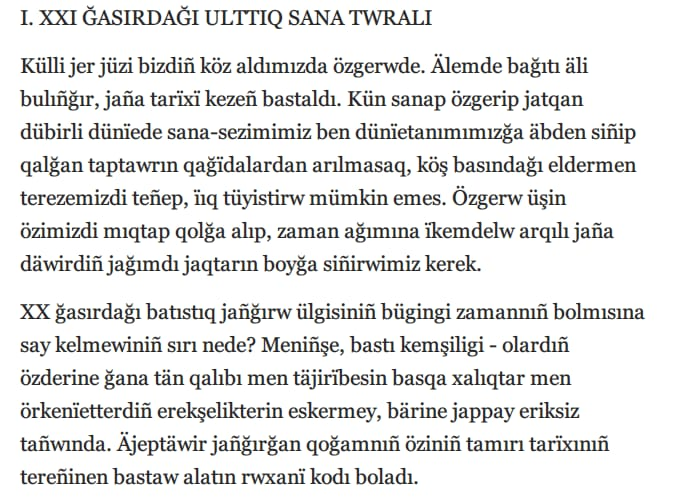 I. XXI ĞASIRDAĞI ULTTIQ SANA TWRALI
Külli jer jüzi bizdiñ köz aldımızda özgerwde. Älemde bağıtı äli
bulıñğır, jaña tarïxï kezeñ bastaldı. Kün sanap özgerip jatqan
dübirli dünïede sana-sezimimiz ben dünïetanımımızğa äbden siñip
qalğan taptawrın qağïdalardan arılmasaq, köş basındağı eldermen
terezemizdi teñep, ïıq tüyistirw mümkin emes. Özgerw üşin
özimizdi mıqtap qolğa alıp, zaman ağımına ïkemdelw arqılı jaña
däwirdiñ jağımdı jaqtarın boyğa siñirwimiz kerek.
XX ğasırdağı batıstıq jañğırw ülgisiniñ bügingi zamannıñ bolmısına
say kelmewiniñ sırı nede? Meniñşe, bastı kemşiligi - olardıñ
özderine ğana tän qalıbı men täjirïbesin basqa xalıqtar men
örkenïetterdiñ erekşelikterin eskermey, bärine jappay eriksiz
tañwında. Äjeptäwir jañğırğan qoğamnıñ öziniñ tamırı tarïxınıñ
tereñinen bastaw alatın rwxanï kodı boladı.